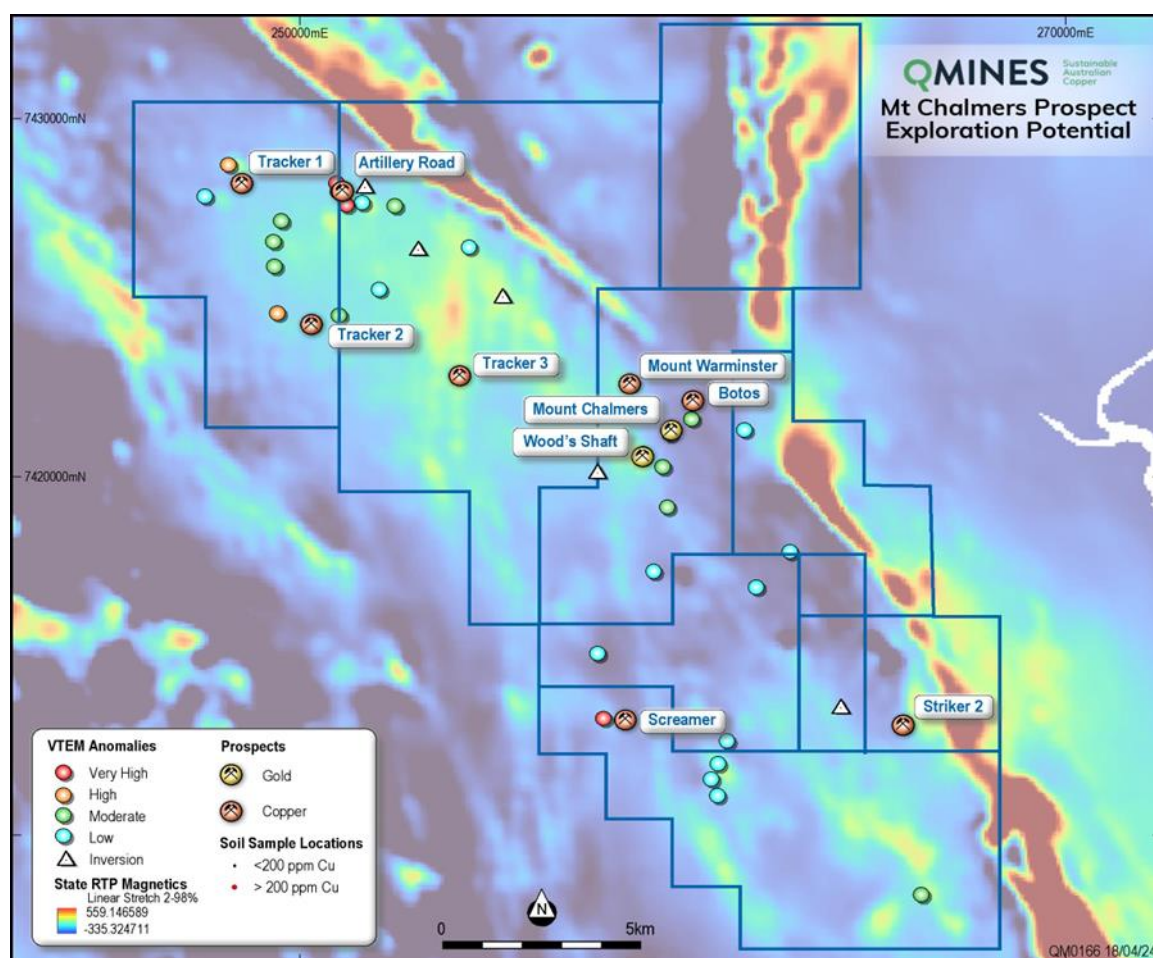 250000mE
270000mE
QMINES
Sustainable
Australian
Copper
Mt Chalmers Prospect
Exploration Potential
7430000mN
Tracker 1
Artillery Road
Tracker 2
Tracker 3
Mount Warminster
Botos
Mount Chalmers
Wood's Shaft
7420000mN
Screamer
Striker 2
VTEM Anomalies
Very High
High
Moderate
Low
Inversion
State RTP Magnetics
Linear Stretch 2-98%
559.146589
-335.324711
Prospects
Gold
Copper
Soil Sample Locations
<200 ppm Cu
> 200 ppm Cu
N
0
5km
QM0166 18/04/24